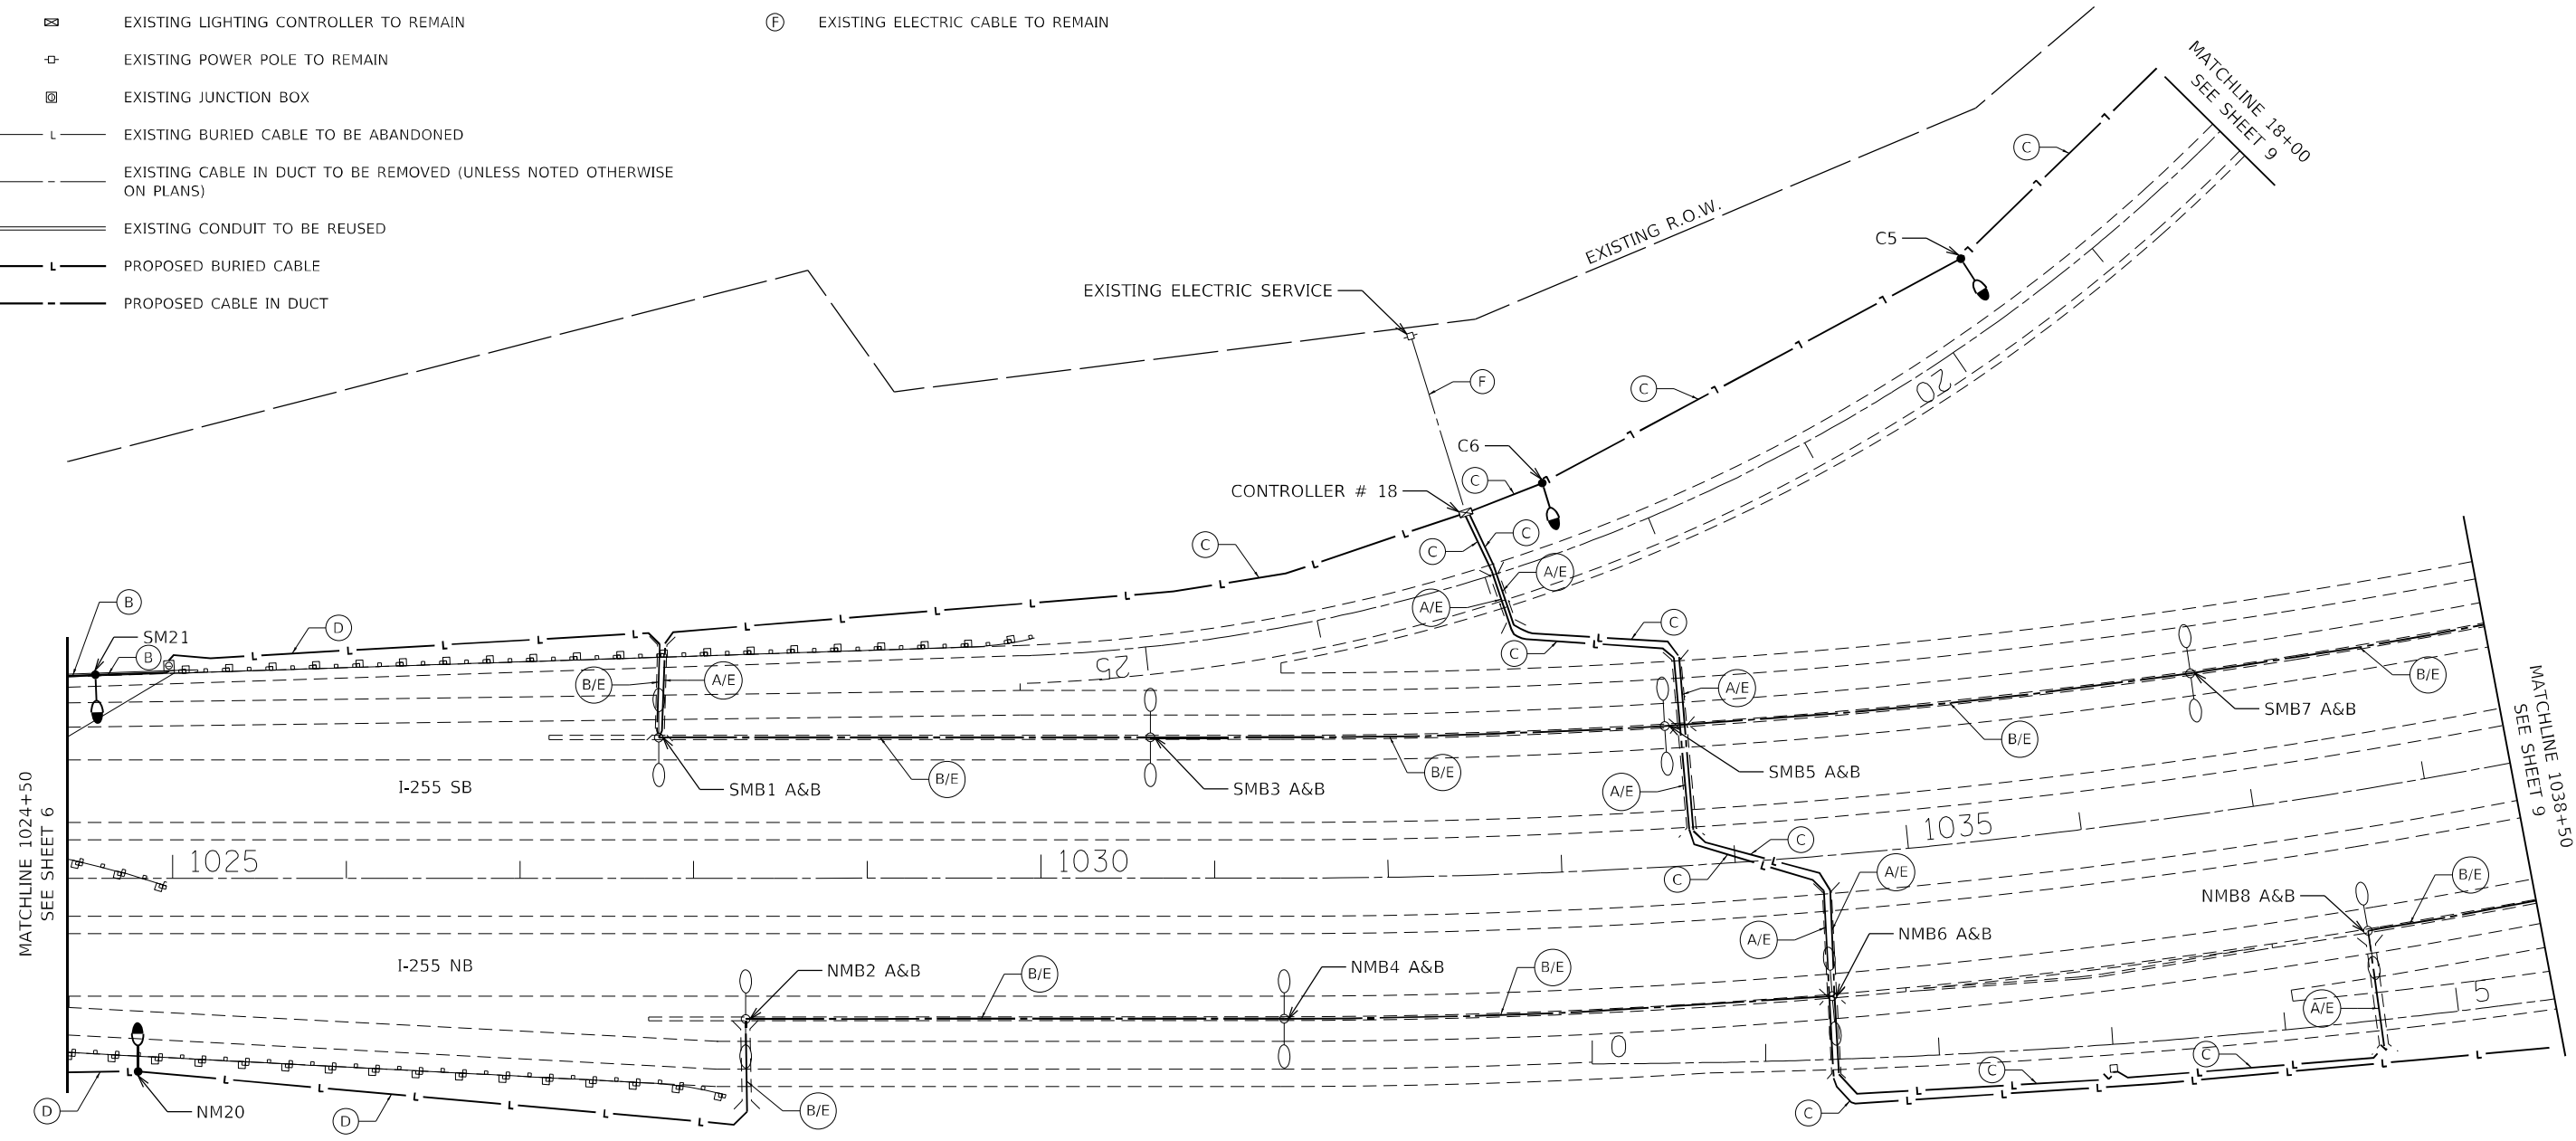 EXISTING LIGHTING CONTROLLER TO REMAIN
F EXISTING ELECTRIC CABLE TO REMAIN
EXISTING POWER POLE TO REMAIN
EXISTING JUNCTION BOX
L EXISTING BURIED CABLE TO BE ABANDONED
EXISTING CABLE IN DUCT TO BE REMOVED (UNLESS NOTED OTHERWISE
ON PLANS)
EXISTING CONDUIT TO BE REUSED
L PROPOSED BURIED CABLE
PROPOSED CABLE IN DUCT
MATCHLINE 18+00
SEE SHEET 9
C
C5
EXISTING R.O.W.
EXISTING ELECTRIC SERVICE
F
C
20
C6
C
CONTROLLER # 18
C
C
C
A/E
A/E
B
D
SM21
B
C
C
25
B/E
A/E
A/E
B/E
SMB7 A&B
B/E
SMB1 A&B
B/E
SMB3 A&B
B/E
SMB5 A&B
A/E
I-255 SB
MATCHLINE 1024+50
SEE SHEET 6
MATCHLINE 1038+50
SEE SHEET 9
1025
1030
1035
C
C
A/E
B/E
NMB8 A&B
A/E
NMB6 A&B
I-255 NB
NMB2 A&B
B/E
NMB4 A&B
B/E
5
A/E
0
C
C
D
NM20
D
B/E
C